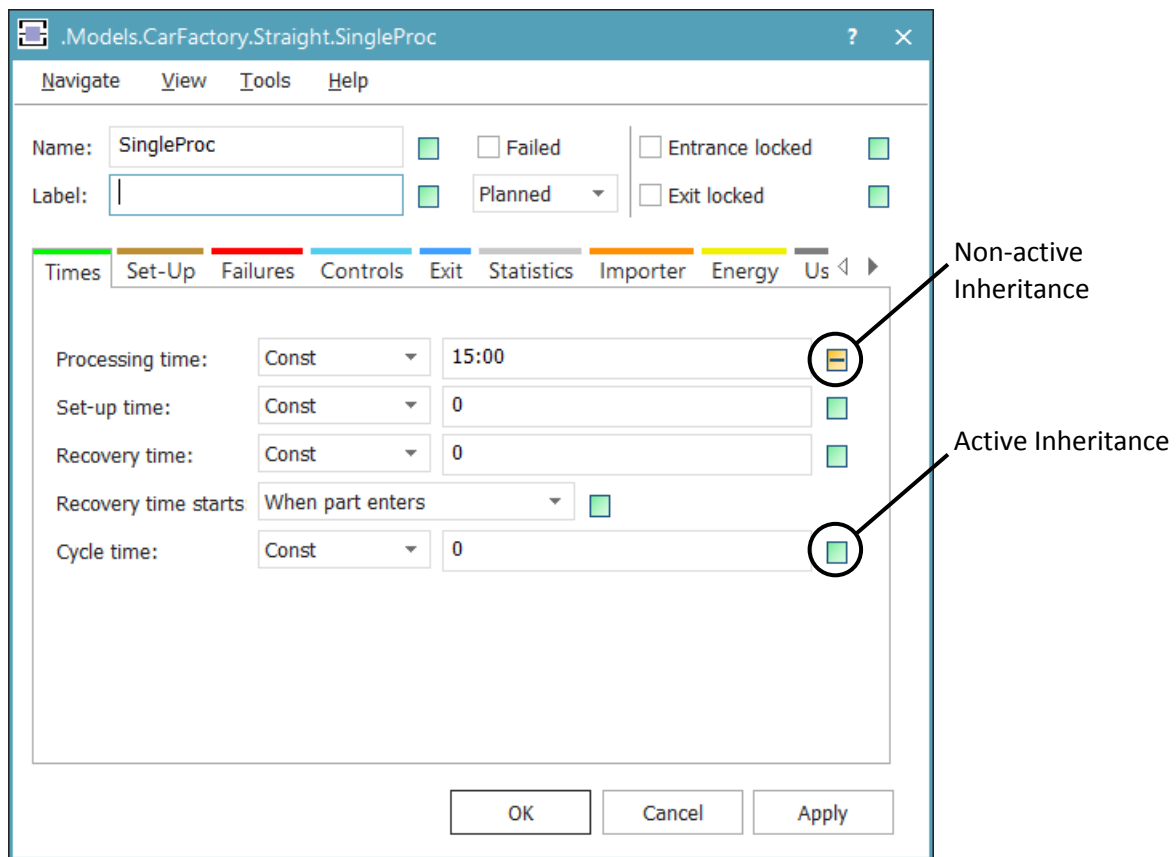 .Models.CarFactory.Straight.SingleProc ? ×
Navigate View Tools Help
Name: SingleProc Failed Entrance locked
Label: Planned Exit locked
Times Set-Up Failures Controls Exit Statistics Importer Energy Us
Non-active
Inheritance
Processing time: Const 15:00
Set-up time: Const 0
Recovery time: Const 0
Active Inheritance
Recovery time starts When part enters
Cycle time: Const 0
OK Cancel Apply